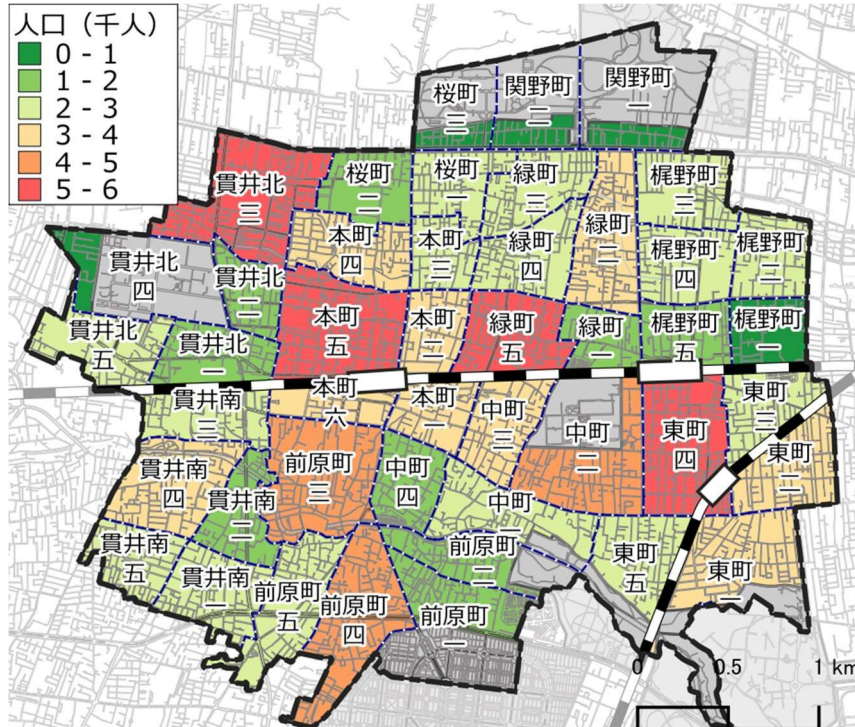 人口（千人）
0 - 1
1 - 2
2 - 3
3 - 4
4 - 5
5 - 6
桜町
三
関野町
二
関野町
一
貫井北
三
桜町
二
桜町
一
緑町
三
緑町
二
梶野町
三
本町
四
本町
三
緑町
四
梶野町
四
梶野町
二
貫井北
四
貫井北
二
貫井北
五
貫井北
一
本町
五
本町
二
緑町
五
緑町
一
梶野町
五
梶野町
一
貫井南
三
本町
六
本町
一
中町
三
中町
二
東町
四
東町
三
東町
二
貫井南
四
貫井南
二
前原町
三
中町
四
中町
一
貫井南
五
貫井南
一
前原町
五
前原町
四
前原町
二
前原町
一
東町
五
東町
一
0
0.5
1 km